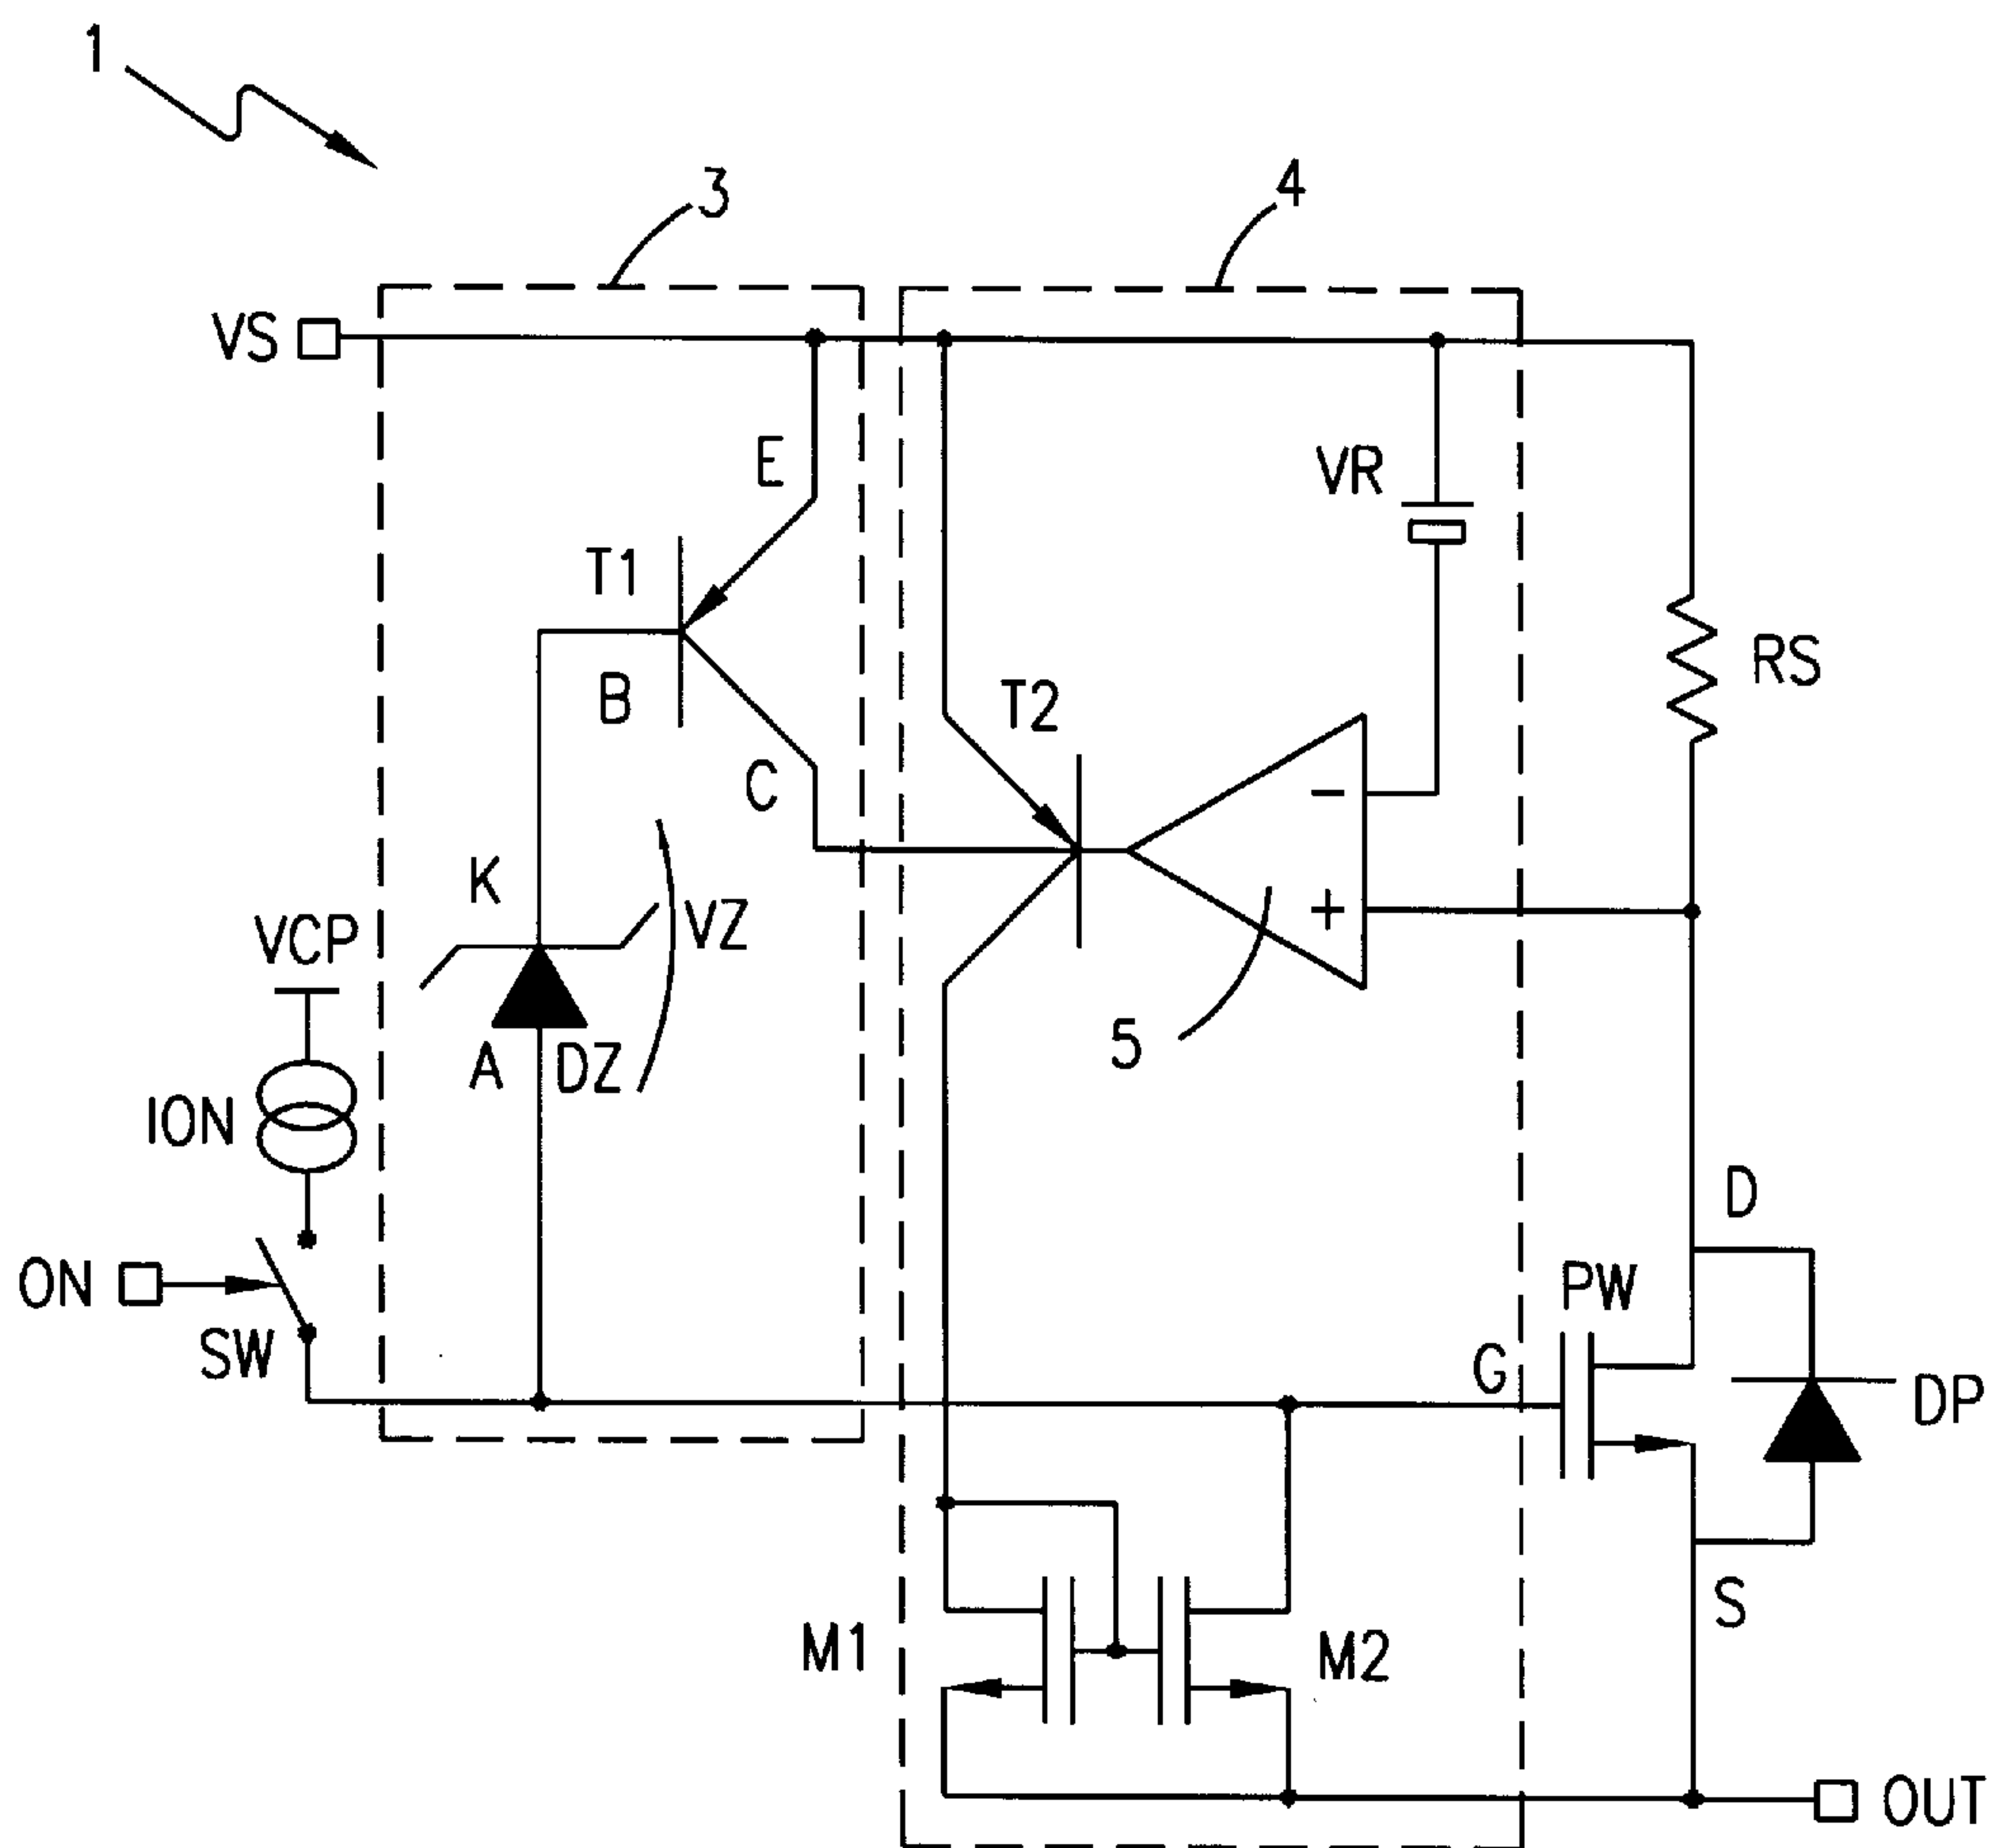 1
3
4
VS
E
VR
T1
RS
B
T2
C
-
K
VZ
VCP
+
5
A
DZ
ION
D
ON
PW
SW
G
DP
S
M1
M2
OUT